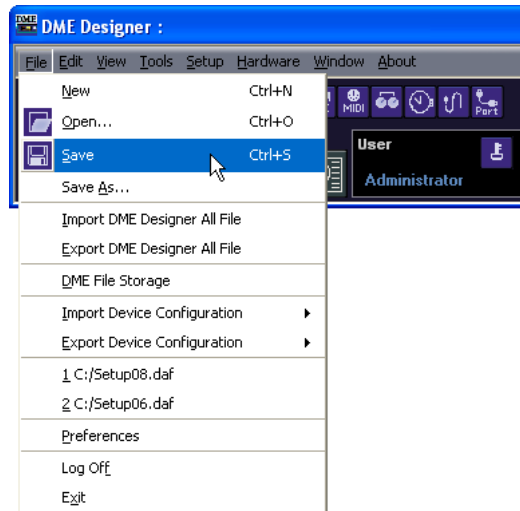 DME Designer :
File Edit View Tools Setup Hardware Window About
New Ctrl+N
Open... Ctrl+O
Save Ctrl+S
Save As...
Import DME Designer All File
Export DME Designer All File
DME File Storage
Import Device Configuration
Export Device Configuration
1 C:/Setup08.daf
2 C:/Setup06.daf
Preferences
Log Off
Exit
MIDI
Port
User
Administrator